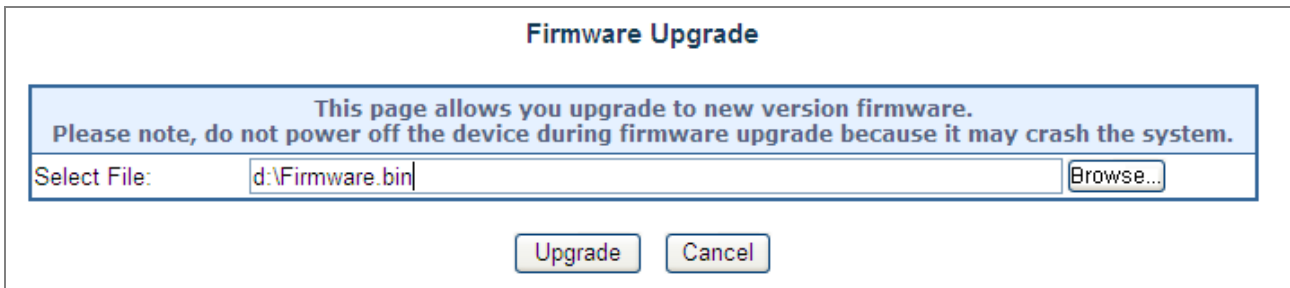 Firmware Upgrade
This page allows you upgrade to new version firmware.
Please note, do not power off the device during firmware upgrade because it may crash the system.
Select File: d:\Firmware.bin Browse...
Upgrade Cancel